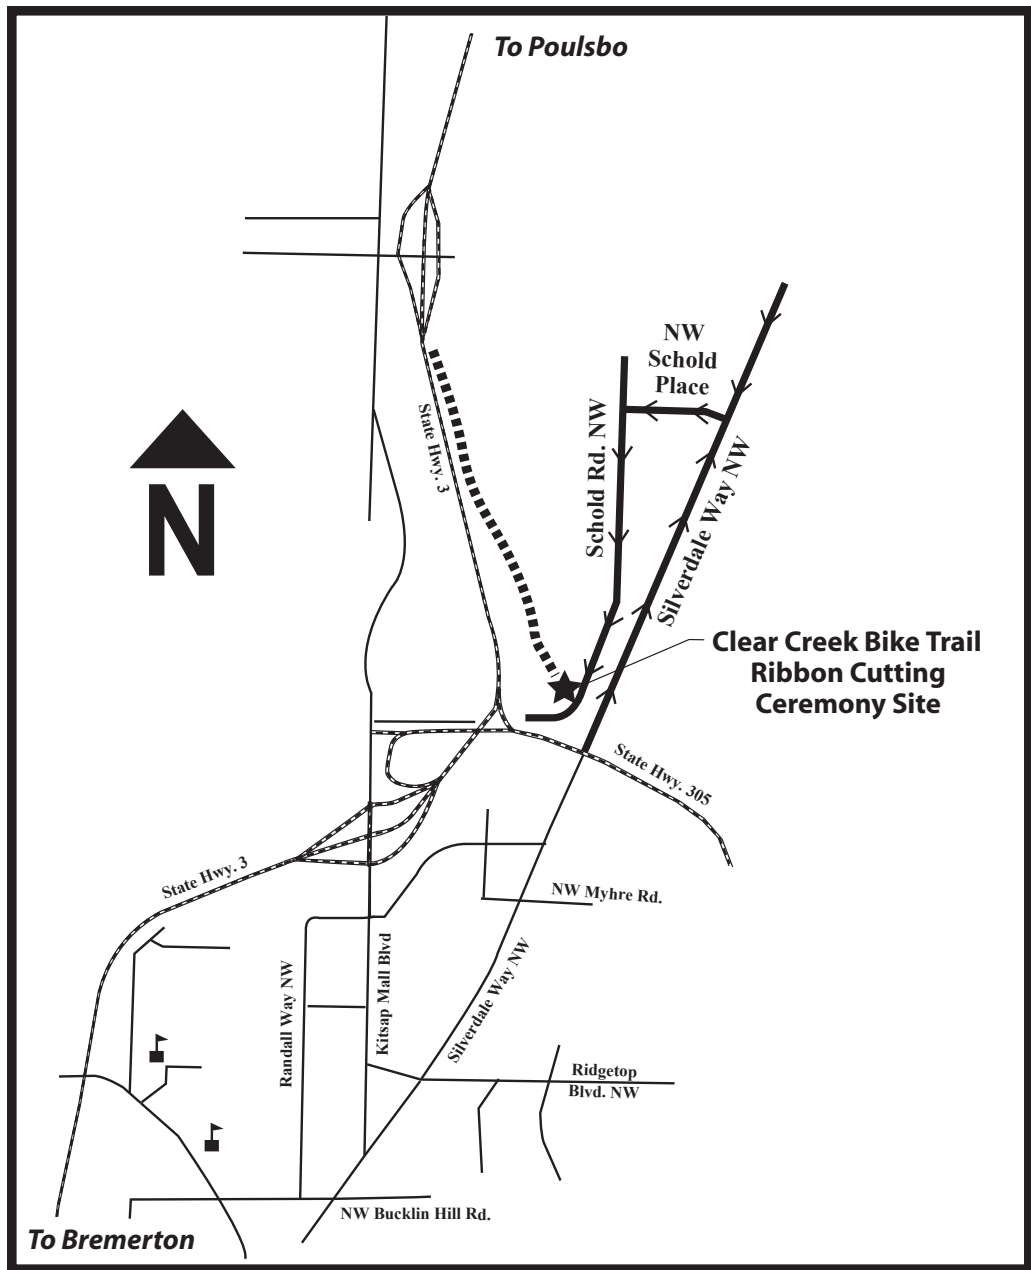 To Poulsbo
NW
Schold
Place
State Hwy. 3
Schold Rd. NW
Silverdale Way NW
N
Clear Creek Bike Trail
Ribbon Cutting
Ceremony Site
State Hwy. 305
State Hwy. 3
NW Myhre Rd.
Randall Way NW
Kitsap Mall Blvd
Silverdale Way NW
Ridgetop
Blvd. NW
NW Bucklin Hill Rd.
To Bremerton